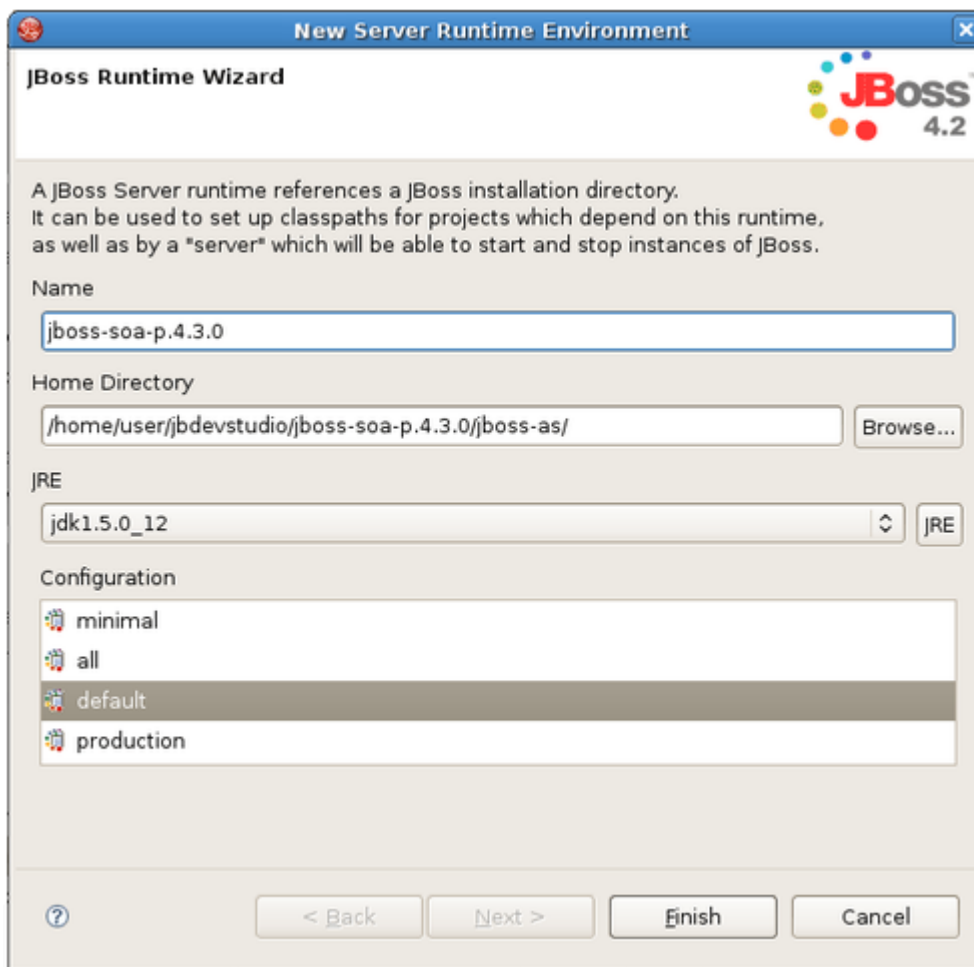 New Server Runtime Environment
JBoss Runtime Wizard
JBoss
4.2
A JBoss Server runtime references a JBoss installation directory.
It can be used to set up classpaths for projects which depend on this runtime,
as well as by a "server" which will be able to start and stop instances of JBoss.
Name
jboss-soa-p.4.3.0
Home Directory
/home/user/jbdevstudio/jboss-soa-p.4.3.0/jboss-as/ Browse...
JRE
jdk1.5.0_12 JRE
Configuration
minimal
all
default
production
? < Back Next > Finish Cancel